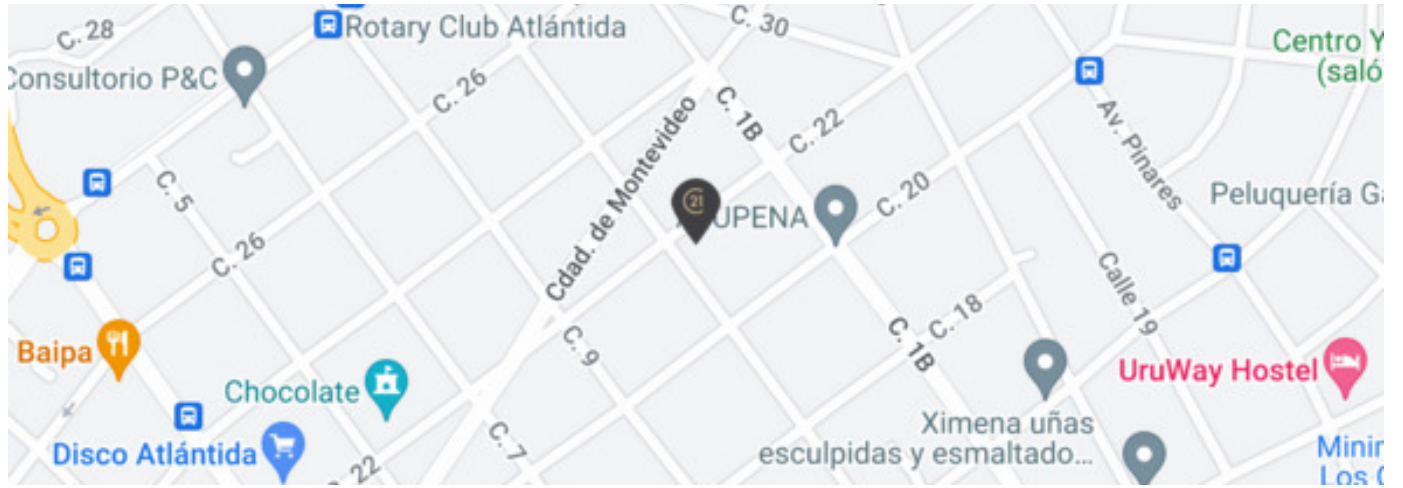 C. 28
Rotary Club Atlántida
C. 30
Centro Y
(saló
Consultorio P&C
C. 26
C. 1B
C. 22
Av. Pinares
Cdad. de Montevideo
C. 5
21
UPENA
C. 20
Peluquería Ga
C. 26
Calle 19
C. 18
C. 9
C. 1B
Baipa
UruWay Hostel
Chocolate
Ximena uñas
esculpidas y esmaltado...
C. 7
Disco Atlántida
C. 22
Minin
Los C